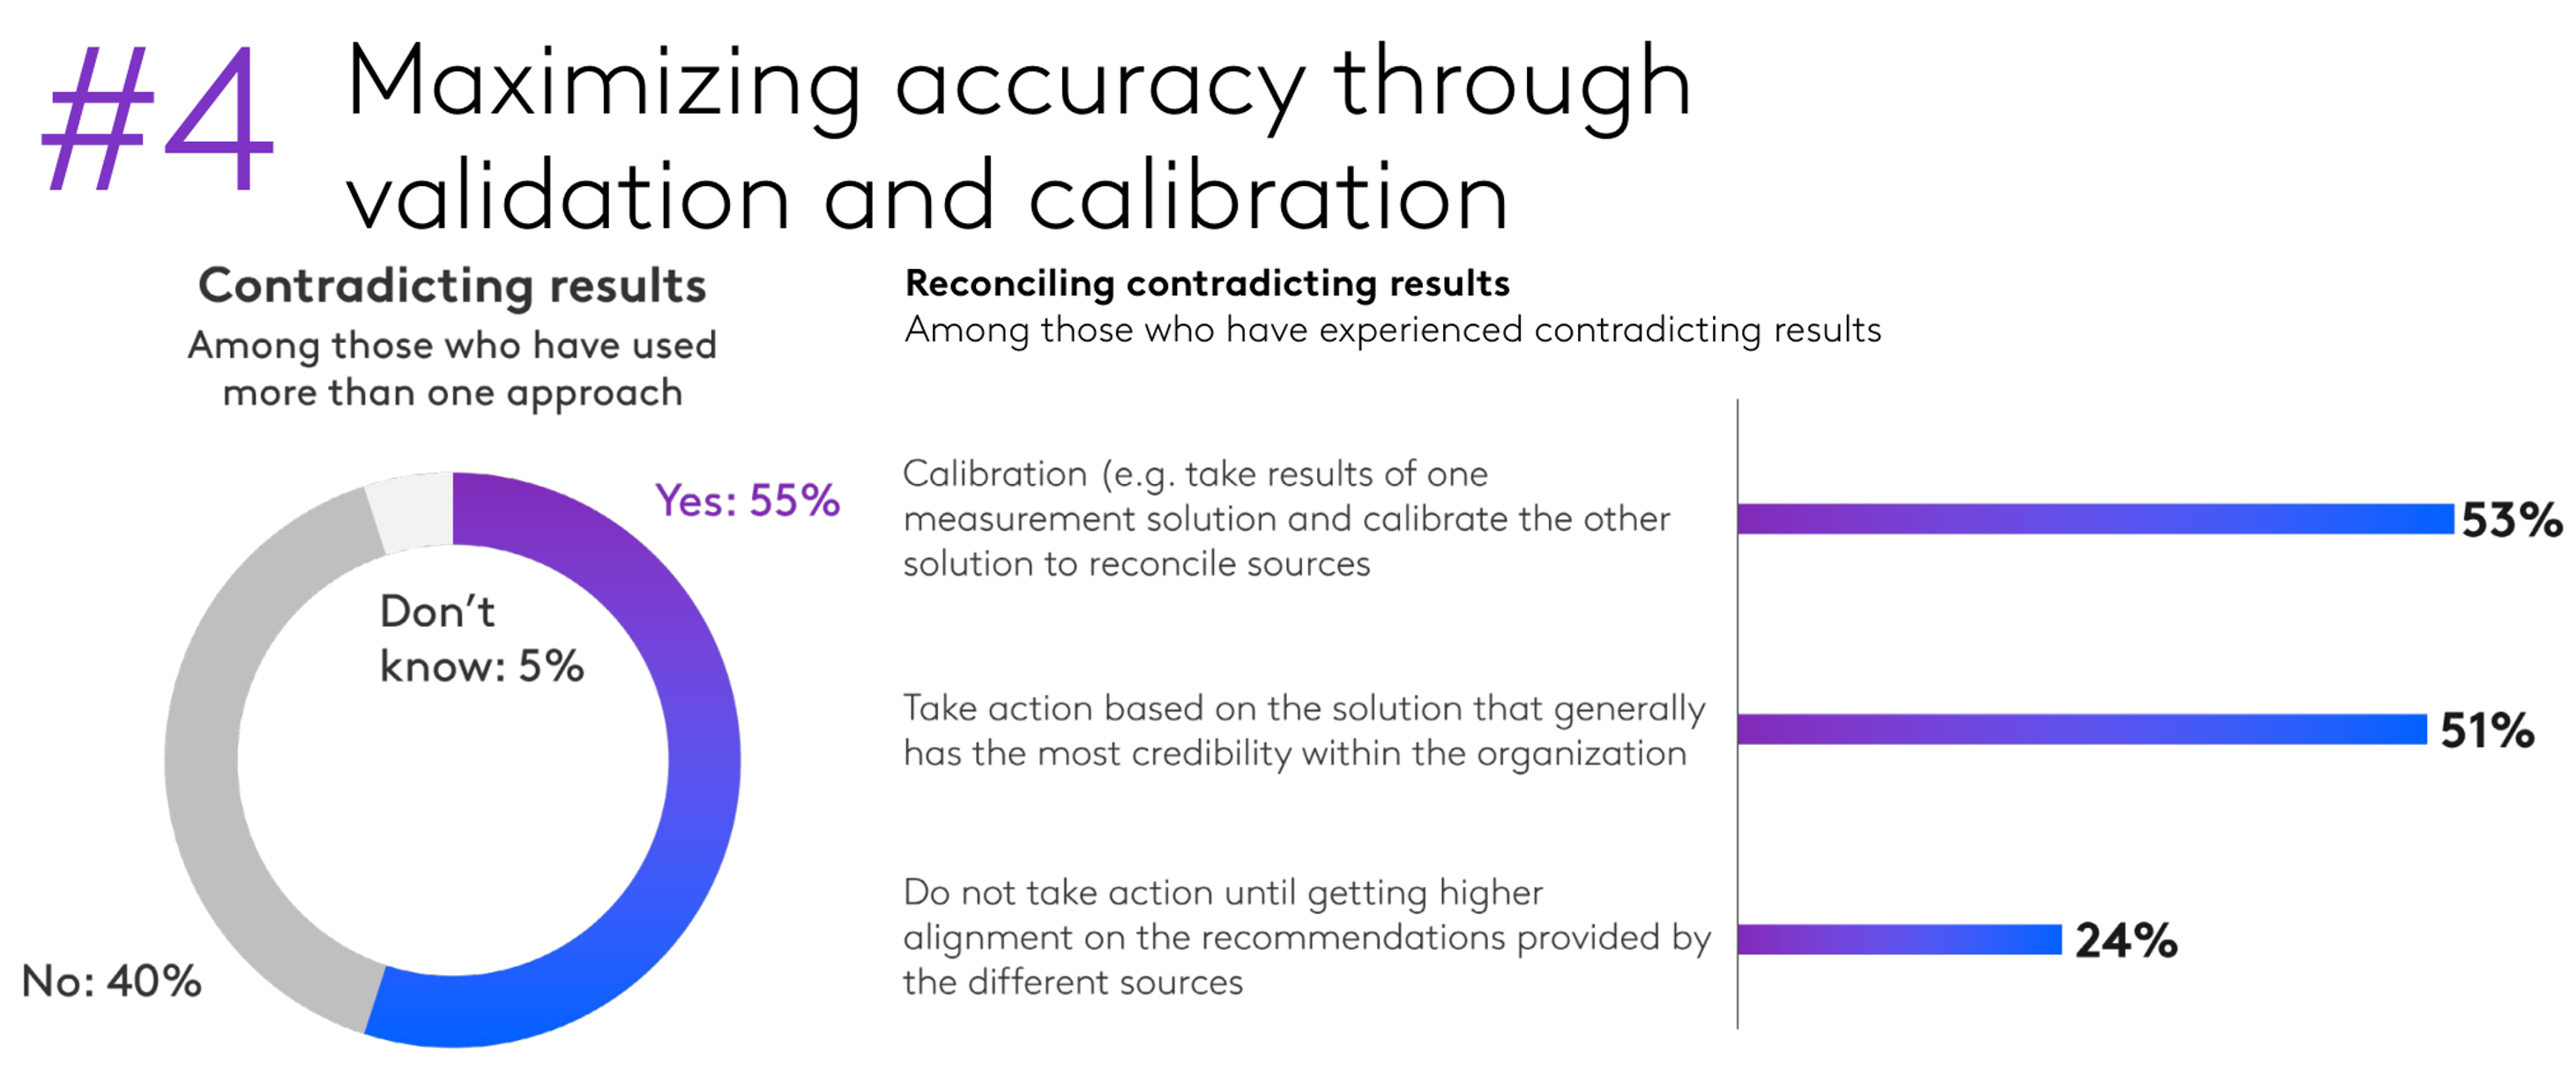 #4
Maximizing accuracy through
validation and calibration
Contradicting results
Among those who have used
more than one approach
Yes: 55%
Don't
know: 5%
No: 40%
Reconciling contradicting results
Among those who have experienced contradicting results
Calibration (e.g. take results of one
measurement solution and calibrate the other
solution to reconcile sources
53%
Take action based on the solution that generally
has the most credibility within the organization
51%
Do not take action until getting higher
alignment on the recommendations provided by
the different sources
24%